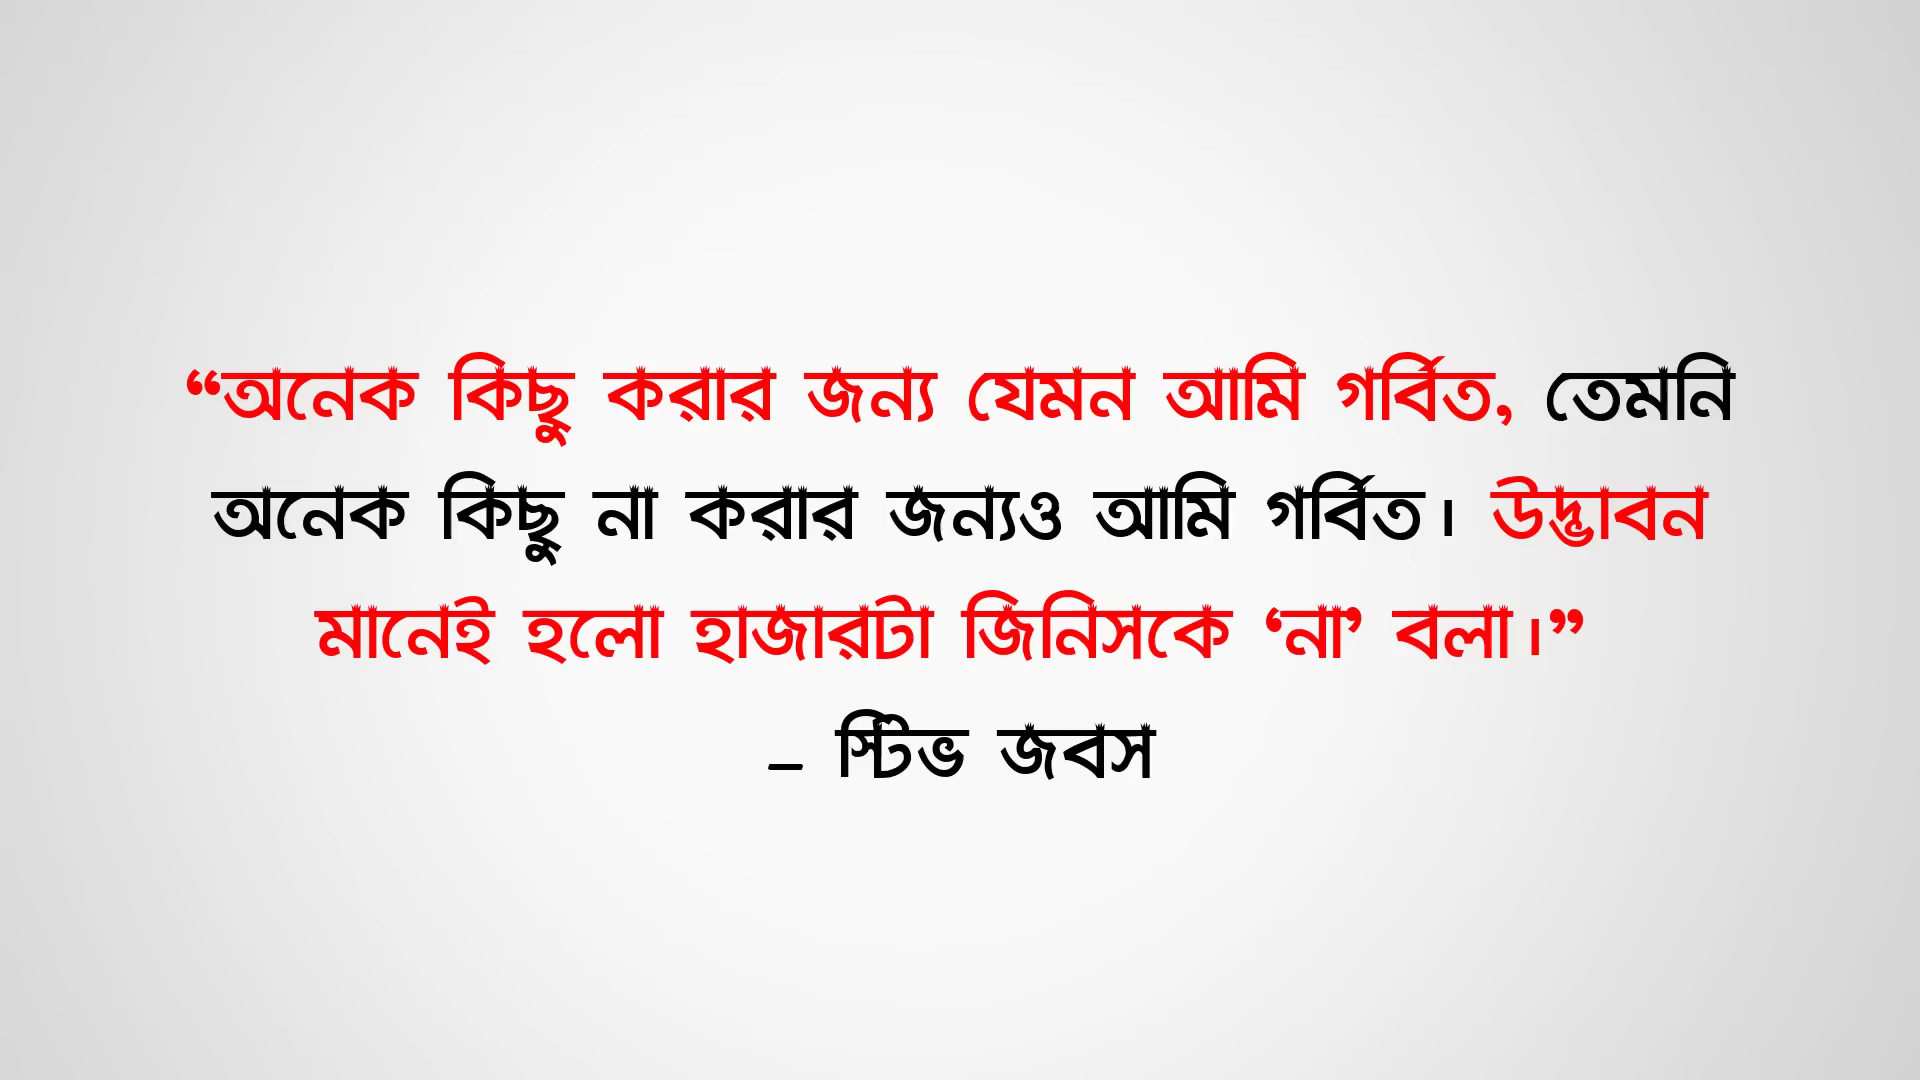 “অনেক কিছু করার জন্য যেমন আমি গর্বিত, তেমনি
অনেক কিছু না করার জন্যও আমি গর্বিত। উদ্ভাবন
মানেই হলো হাজারটা জিনিসকে ‘না’ বলা।”
– স্টিভ জবস